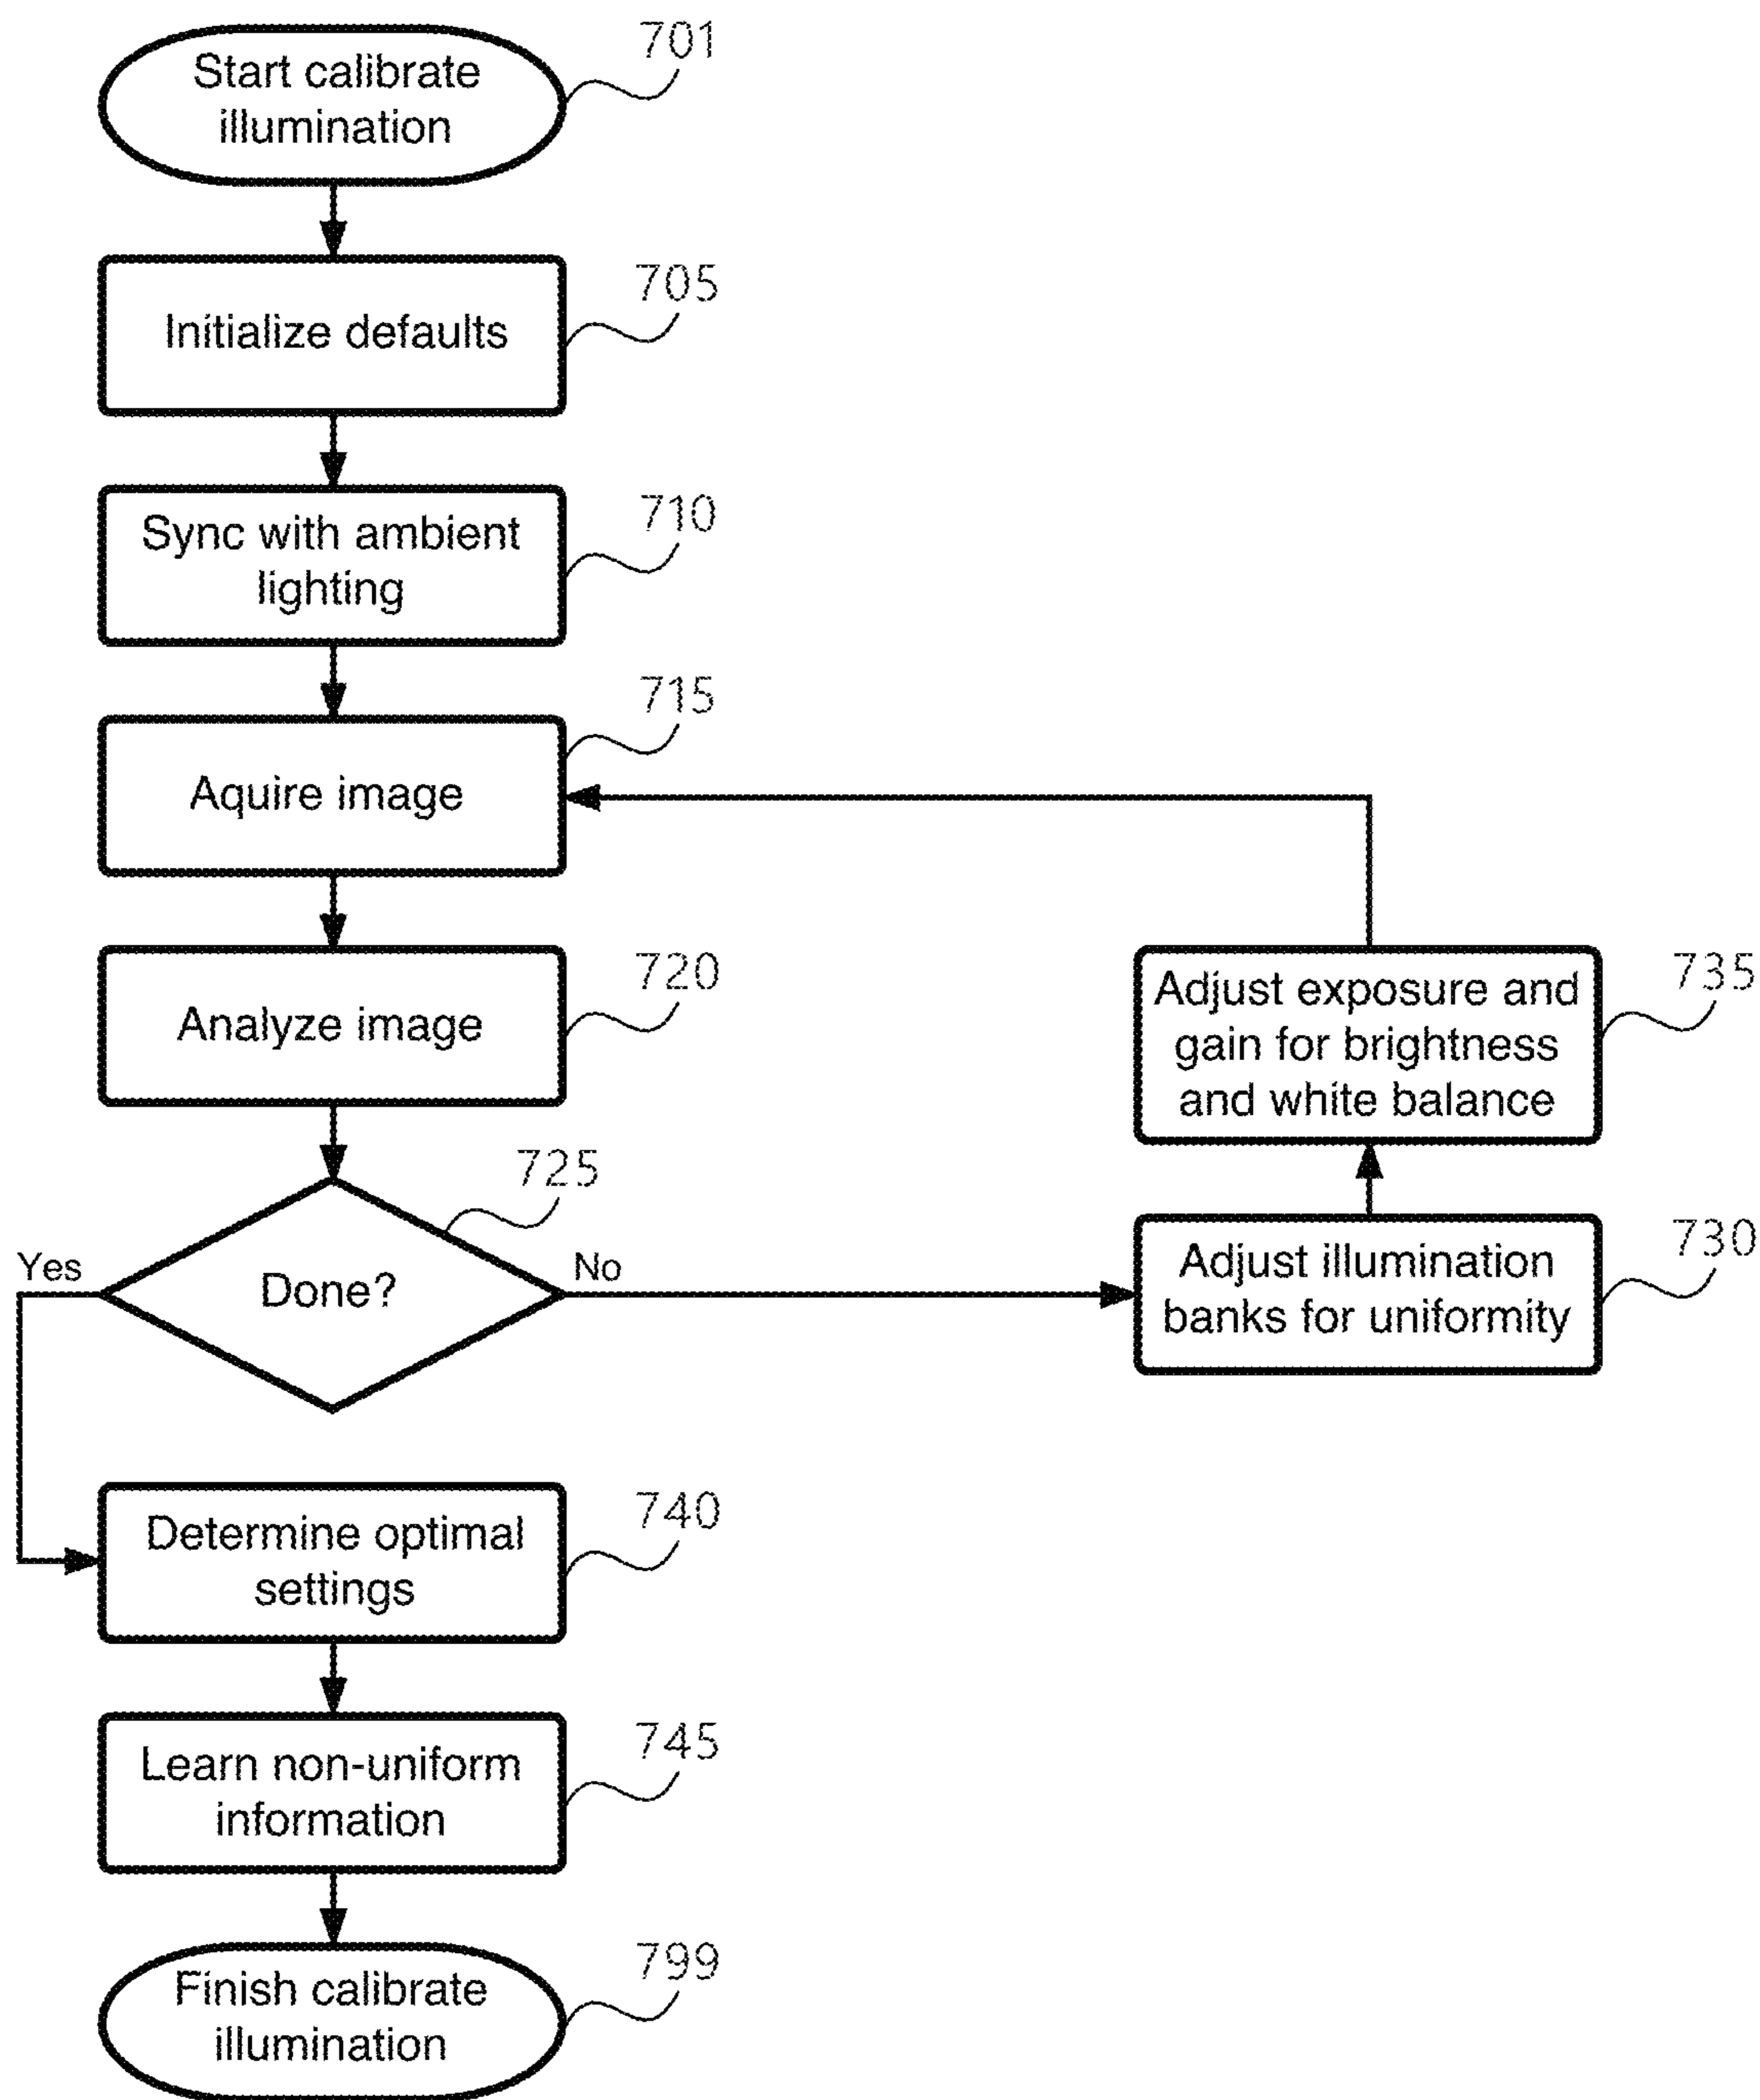 Start calibrate
illumination
701
Initialize defaults
705
Sync with ambient
lighting
710
Aquire image
715
Analyze image
720
Done?
725
Yes
No
Adjust illumination
banks for uniformity
730
Adjust exposure and
gain for brightness
and white balance
735
Determine optimal
settings
740
Learn non-uniform
information
745
Finish calibrate
illumination
799